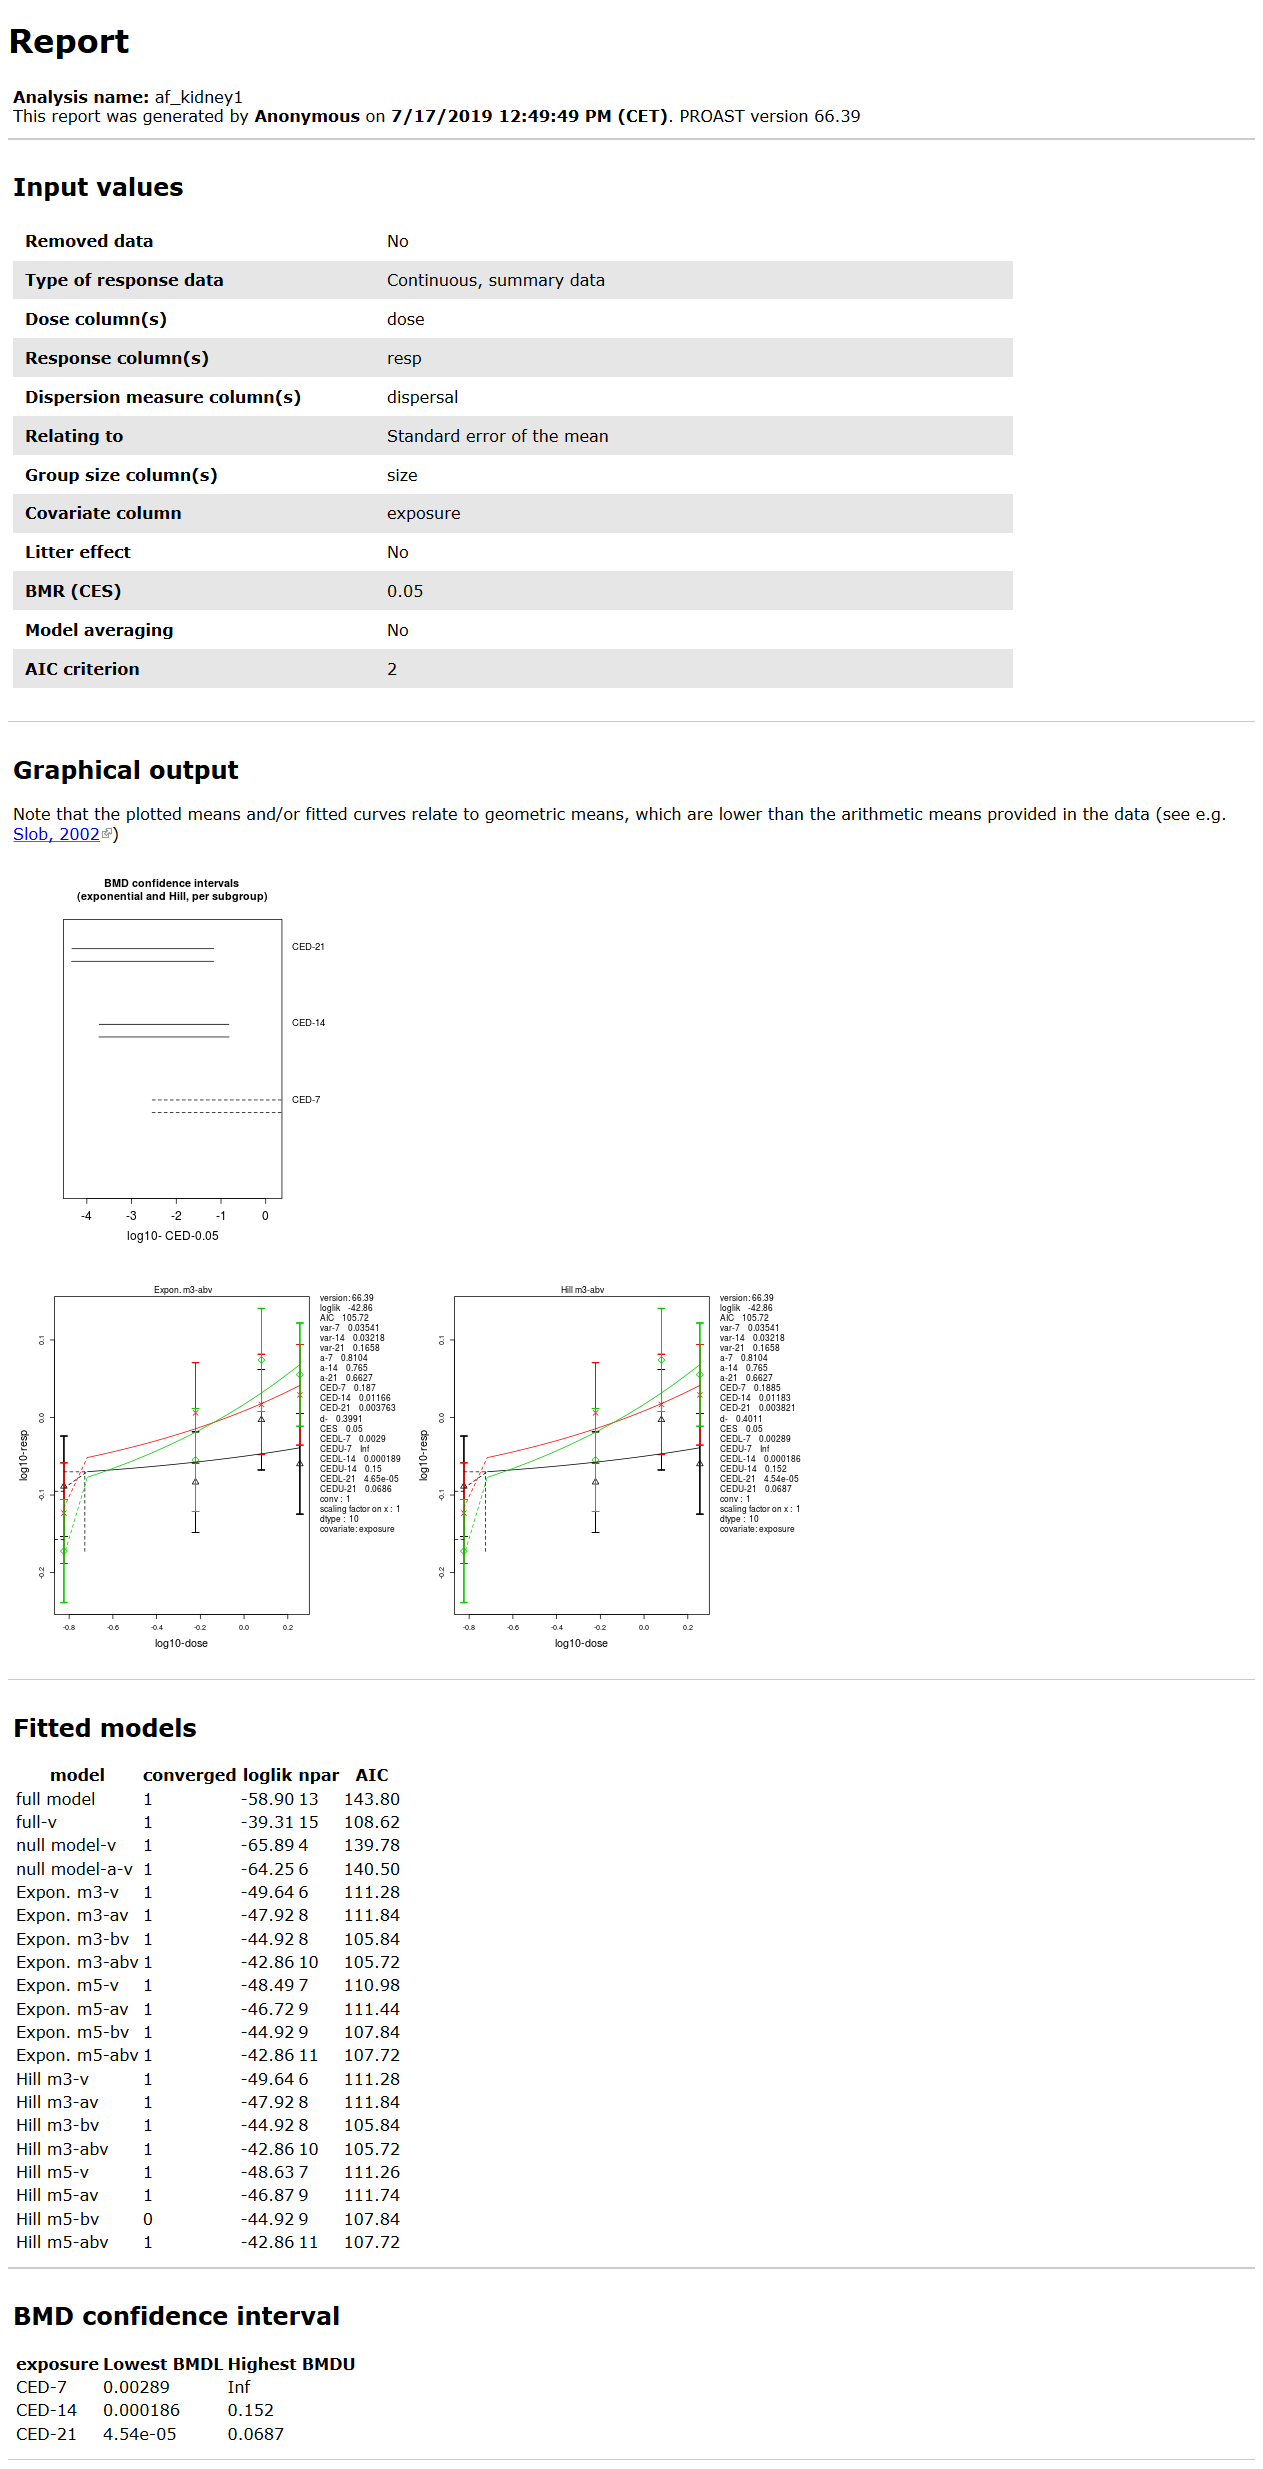 Report
Analysis name: af_kidney1
This report was generated by Anonymous on 7/17/2019 12:49:49 PM (CET). PROAST version 66.39
Input values
Removed data No
Type of response data Continuous, summary data
Dose column(s) dose
Response column(s) resp
Dispersion measure column(s) dispersal
Relating to Standard error of the mean
Group size column(s) size
Covariate column exposure
Litter effect No
BMR (CES) 0.05
Model averaging No
AIC criterion 2
Graphical output
Note that the plotted means and/or fitted curves relate to geometric means, which are lower than the arithmetic means provided in the data (see e.g.
Slob, 2002)
BMD confidence intervals
(exponential and Hill, per subgroup)
CED-21
CED-14
CED-7
-4 -3 -2 -1 0
log10- CED-0.05
Expon. m3-abv
log10-resp
0.1
0.0
-0.1
-0.2
-0.8 -0.6 -0.4 -0.2 0.0 0.2
log10-dose
version: 66.39
loglik -42.86
AIC 105.72
var-7 0.03541
var-14 0.03218
var-21 0.1658
a-7 0.8104
a-14 0.765
a-21 0.6627
CED-7 0.187
CED-14 0.01166
CED-21 0.003763
d- 0.3991
CES 0.05
CEDL-7 0.0029
CEDU-7 Inf
CEDL-14 0.000189
CEDU-14 0.15
CEDL-21 4.65e-05
CEDU-21 0.0686
conv : 1
scaling factor on x : 1
dtype : 10
covariate: exposure
Hill m3-abv
log10-resp
0.1
0.0
-0.1
-0.2
-0.8 -0.6 -0.4 -0.2 0.0 0.2
log10-dose
version: 66.39
loglik -42.86
AIC 105.72
var-7 0.03541
var-14 0.03218
var-21 0.1658
a-7 0.8104
a-14 0.765
a-21 0.6627
CED-7 0.1885
CED-14 0.01183
CED-21 0.003821
d- 0.4011
CES 0.05
CEDL-7 0.00289
CEDU-7 Inf
CEDL-14 0.000186
CEDU-14 0.152
CEDL-21 4.54e-05
CEDU-21 0.0687
conv : 1
scaling factor on x : 1
dtype : 10
covariate: exposure
Fitted models
model converged loglik npar AIC
full model 1 -58.90 13 143.80
full-v 1 -39.31 15 108.62
null model-v 1 -65.89 4 139.78
null model-a-v 1 -64.25 6 140.50
Expon. m3-v 1 -49.64 6 111.28
Expon. m3-av 1 -47.92 8 111.84
Expon. m3-bv 1 -44.92 8 105.84
Expon. m3-abv 1 -42.86 10 105.72
Expon. m5-v 1 -48.49 7 110.98
Expon. m5-av 1 -46.72 9 111.44
Expon. m5-bv 1 -44.92 9 107.84
Expon. m5-abv 1 -42.86 11 107.72
Hill m3-v 1 -49.64 6 111.28
Hill m3-av 1 -47.92 8 111.84
Hill m3-bv 1 -44.92 8 105.84
Hill m3-abv 1 -42.86 10 105.72
Hill m5-v 1 -48.63 7 111.26
Hill m5-av 1 -46.87 9 111.74
Hill m5-bv 0 -44.92 9 107.84
Hill m5-abv 1 -42.86 11 107.72
BMD confidence interval
exposure Lowest BMDL Highest BMDU
CED-7 0.00289 Inf
CED-14 0.000186 0.152
CED-21 4.54e-05 0.0687